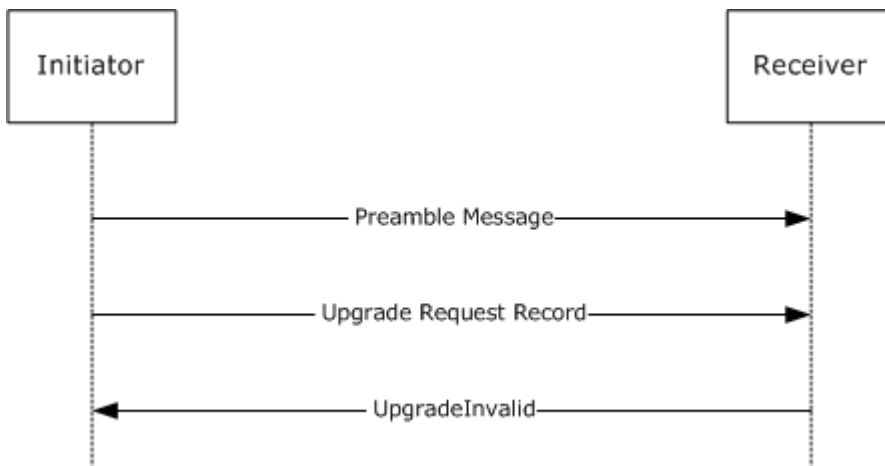 Initiator
Receiver
Preamble Message
Upgrade Request Record
UpgradeInvalid